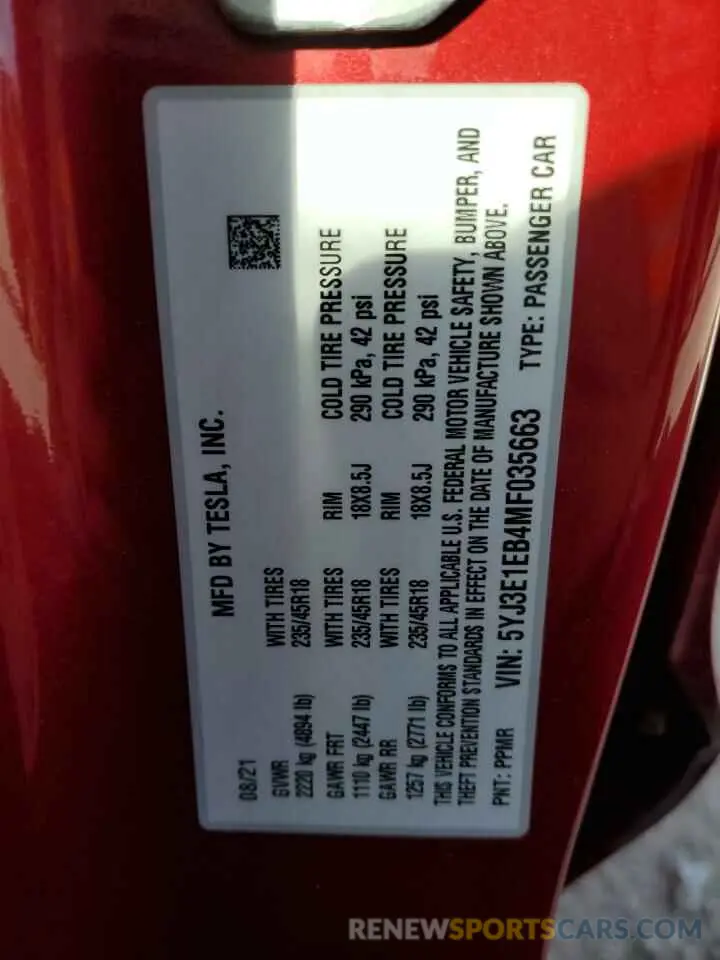 MFD BY TESLA, INC.
08/21
GVWR WITH TIRES
2220 kg (4894 lb) 235/45R18
GAWR FRT WITH TIRES RIM COLD TIRE PRESSURE
1110 kg (2447 lb) 235/45R18 18X8.5J 290 kPa, 42 psi
GAWR RR WITH TIRES RIM COLD TIRE PRESSURE
1257 kg (2771 lb) 235/45R18 18X8.5J 290 kPa, 42 psi
THIS VEHICLE CONFORMS TO ALL APPLICABLE U.S. FEDERAL MOTOR VEHICLE SAFETY, BUMPER, AND
THEFT PREVENTION STANDARDS IN EFFECT ON THE DATE OF MANUFACTURE SHOWN ABOVE.
PNT: PPMR VIN: 5YJ3E1EB4MF035663 TYPE: PASSENGER CAR
RENEWSPORTSCARS.COM